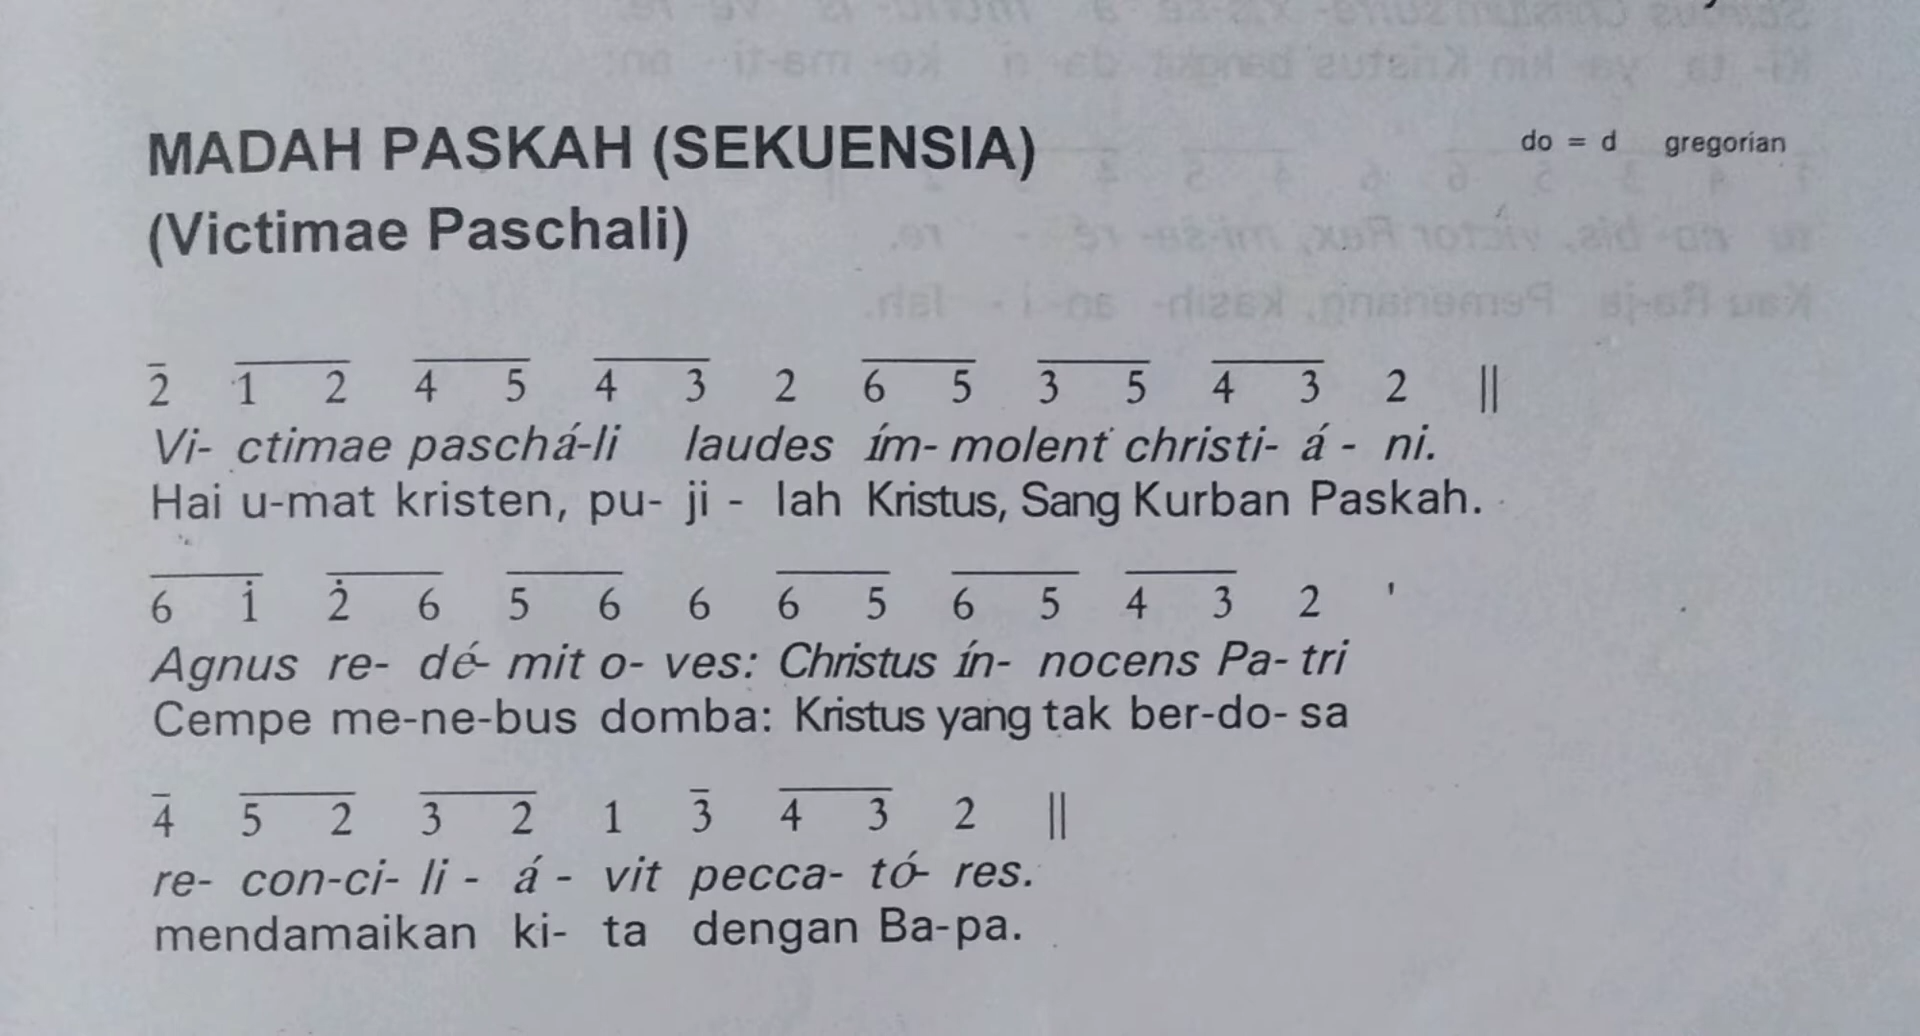 MADAH PASKAH (SEKUENSIA)
do = d gregorian
(Victimae Paschali)
2̅ 1 2 4 5 4 3 2 6 5 3 5 4 3 2 ||
Vi- ctimae paschá-li laudes ím- molent christi- á - ni.
Hai u-mat kristen, pu- ji - lah Kristus, Sang Kurban Paskah.
6 1̇ 2̇ 6 5 6 6 6 5 6 5 4 3 2 '
Agnus re- dé- mit o- ves: Christus ín- nocens Pa- tri
Cempe me-ne-bus domba: Kristus yang tak ber-do- sa
4̅ 5 2 3 2 1 3̅ 4 3 2 ||
re- con-ci- li - á - vit pecca- tó- res.
mendamaikan ki- ta dengan Ba-pa.